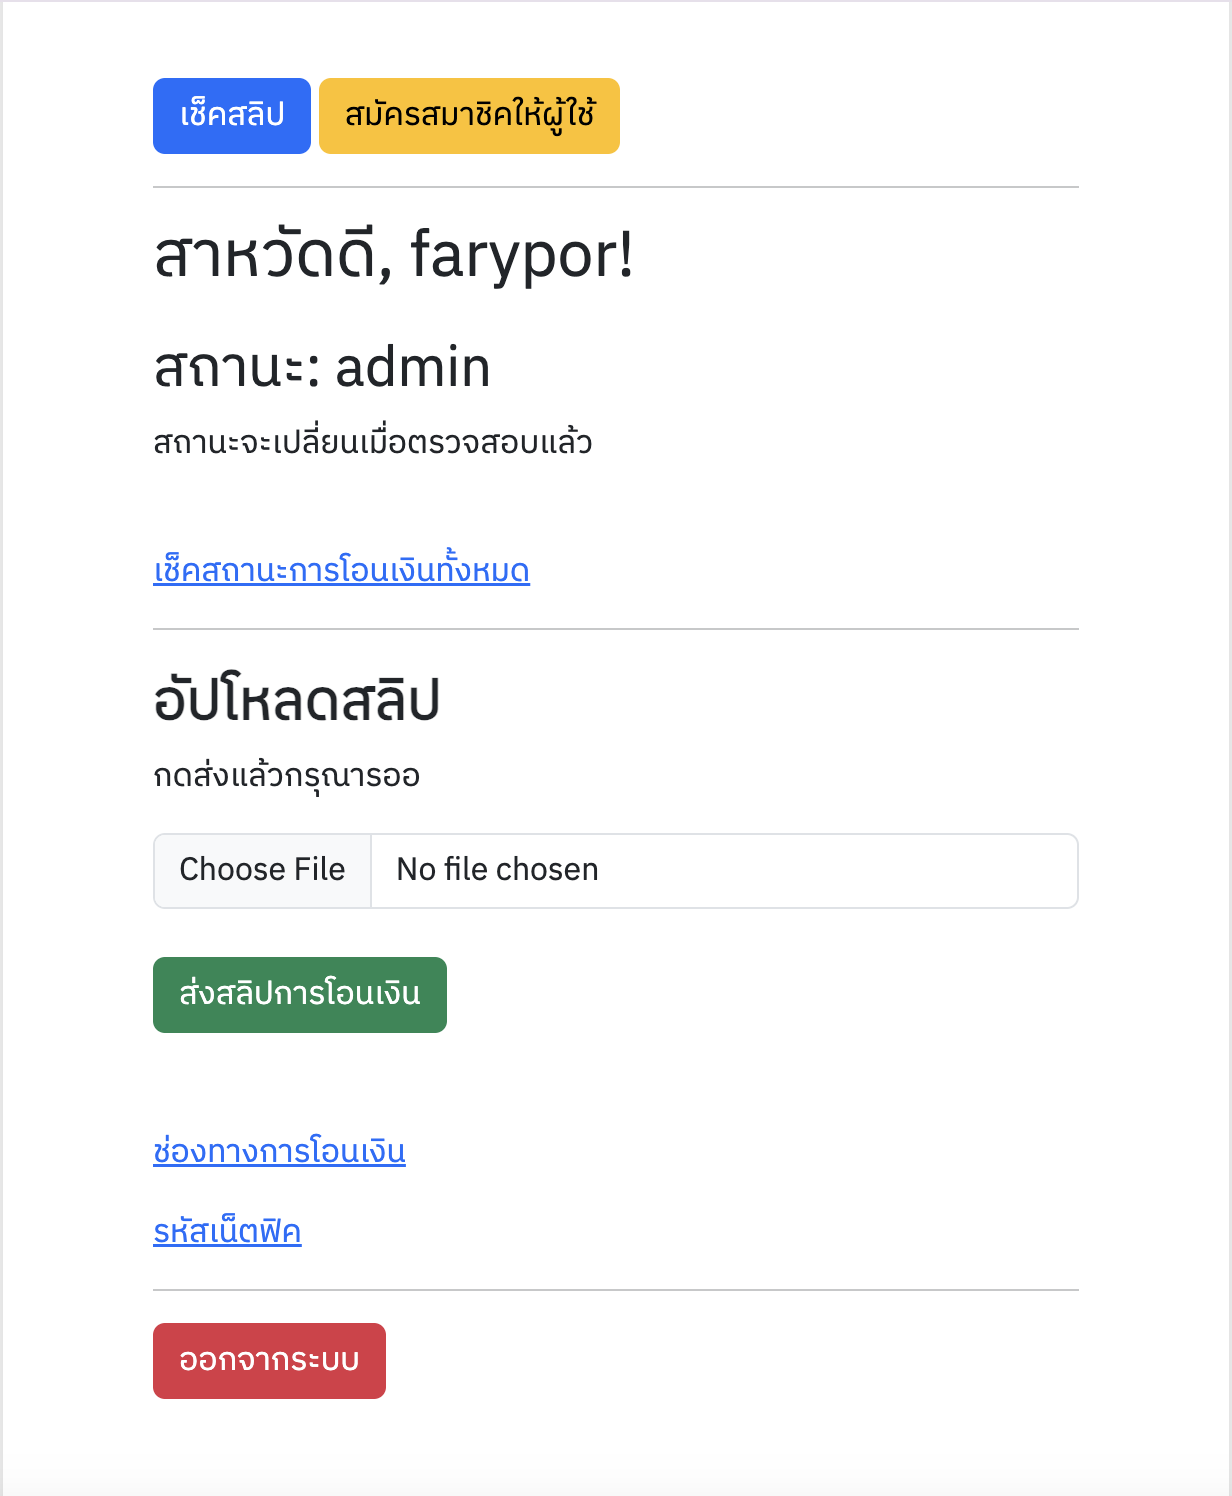 เช็คสลิป สมัครสมาชิคให้ผู้ใช้
สาหวัดดี, farypor!
สถานะ: admin
สถานะจะเปลี่ยนเมื่อตรวจสอบแล้ว
เช็คสถานะการโอนเงินทั้งหมด
อัปโหลดสลิป
กดส่งแล้วกรุณารออ
Choose File No file chosen
ส่งสลิปการโอนเงิน
ช่องทางการโอนเงิน
รหัสเน็ตฟิค
ออกจากระบบ